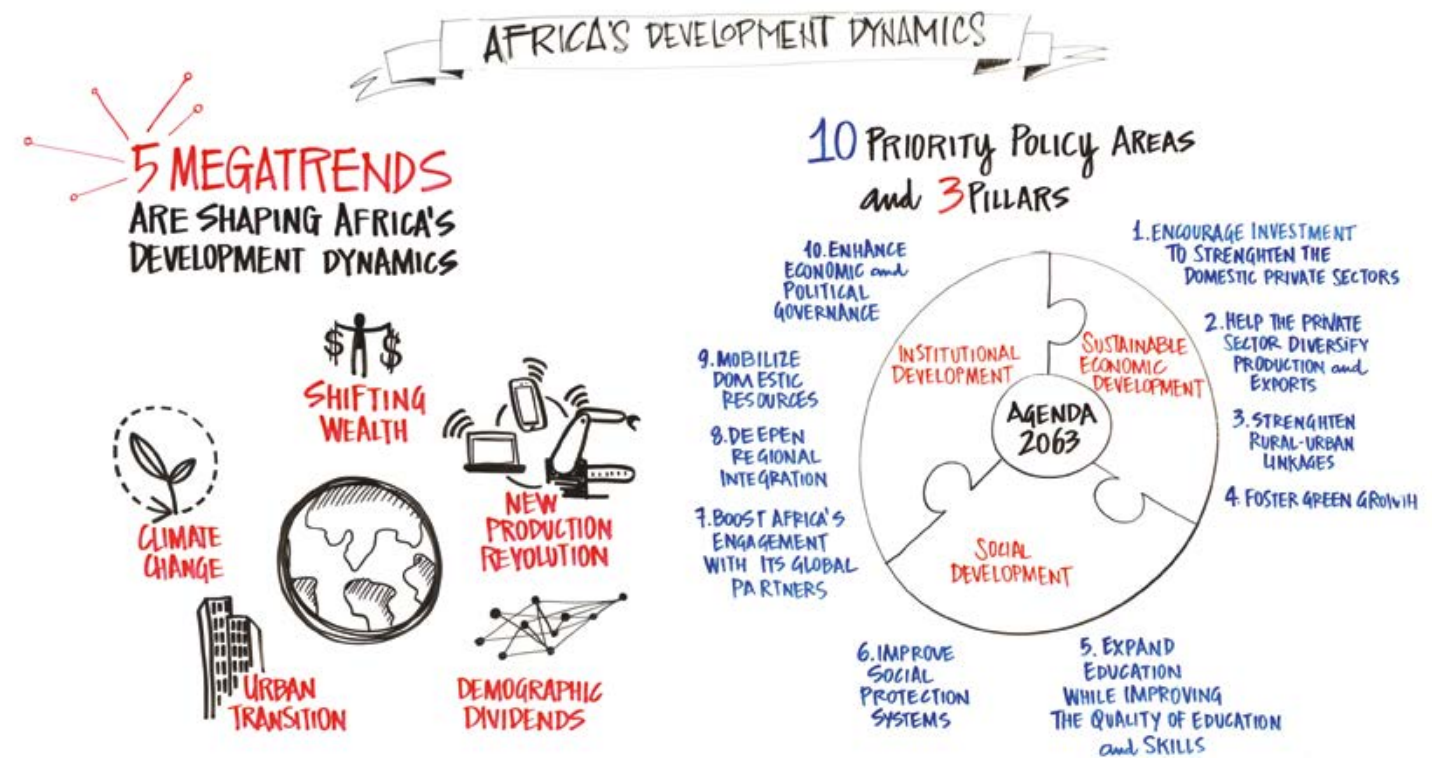 AFRICA'S DEVELOPMENT DYNAMICS
5 MEGATRENDS
ARE SHAPING AFRICA'S
DEVELOPMENT DYNAMICS
$ $
SHIFTING
WEALTH
NEW
PRODUCTION
REVOLUTION
CLIMATE
CHANGE
URBAN
TRANSITION
DEMOGRAPHIC
DIVIDENDS
10 PRIORITY POLICY AREAS
and 3 PILLARS
1. ENCOURAGE INVESTMENT
TO STRENGHTEN THE
DOMESTIC PRIVATE SECTORS
2. HELP THE PRIVATE
SECTOR DIVERSIFY
PRODUCTION and
EXPORTS
3. STRENGHTEN
RURAL-URBAN
LINKAGES
4. FOSTER GREEN GROWTH
5. EXPAND
EDUCATION
WHILE IMPROVING
THE QUALITY OF EDUCATION
and SKILLS
6. IMPROVE
SOCIAL
PROTECTION
SYSTEMS
7. BOOST AFRICA'S
ENGAGEMENT
WITH ITS GLOBAL
PARTNERS
8. DEEPEN
REGIONAL
INTEGRATION
9. MOBILIZE
DOMESTIC
RESOURCES
10. ENHANCE
ECONOMIC and
POLITICAL
GOVERNANCE
INSTITUTIONAL
DEVELOPMENT
SUSTAINABLE
ECONOMIC
DEVELOPMENT
AGENDA
2063
SOCIAL
DEVELOPMENT